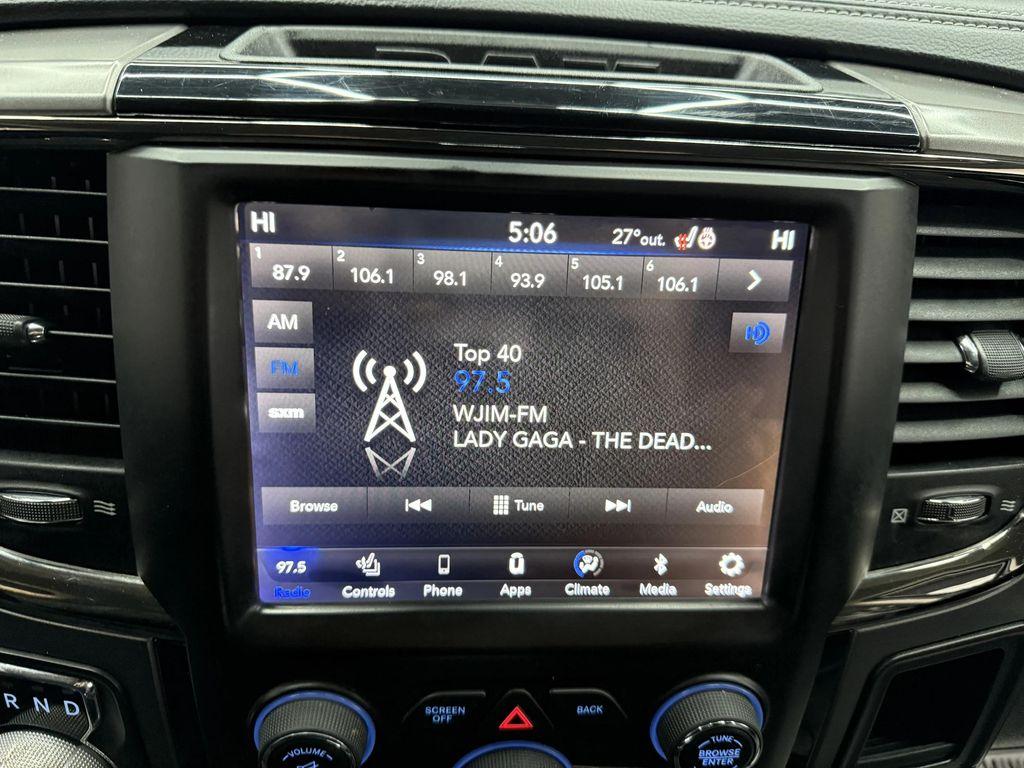 RAM
HI 5:06 27°out. HI
1 87.9 2 106.1 3 98.1 4 93.9 5 105.1 6 106.1
AM
FM
sxm
HD
Top 40
97.5
WJIM-FM
LADY GAGA - THE DEAD...
Browse Tune Audio
97.5
Radio Controls Phone Apps Climate Media Settings
R N D
SCREEN OFF
BACK
VOLUME
TUNE
BROWSE
ENTER